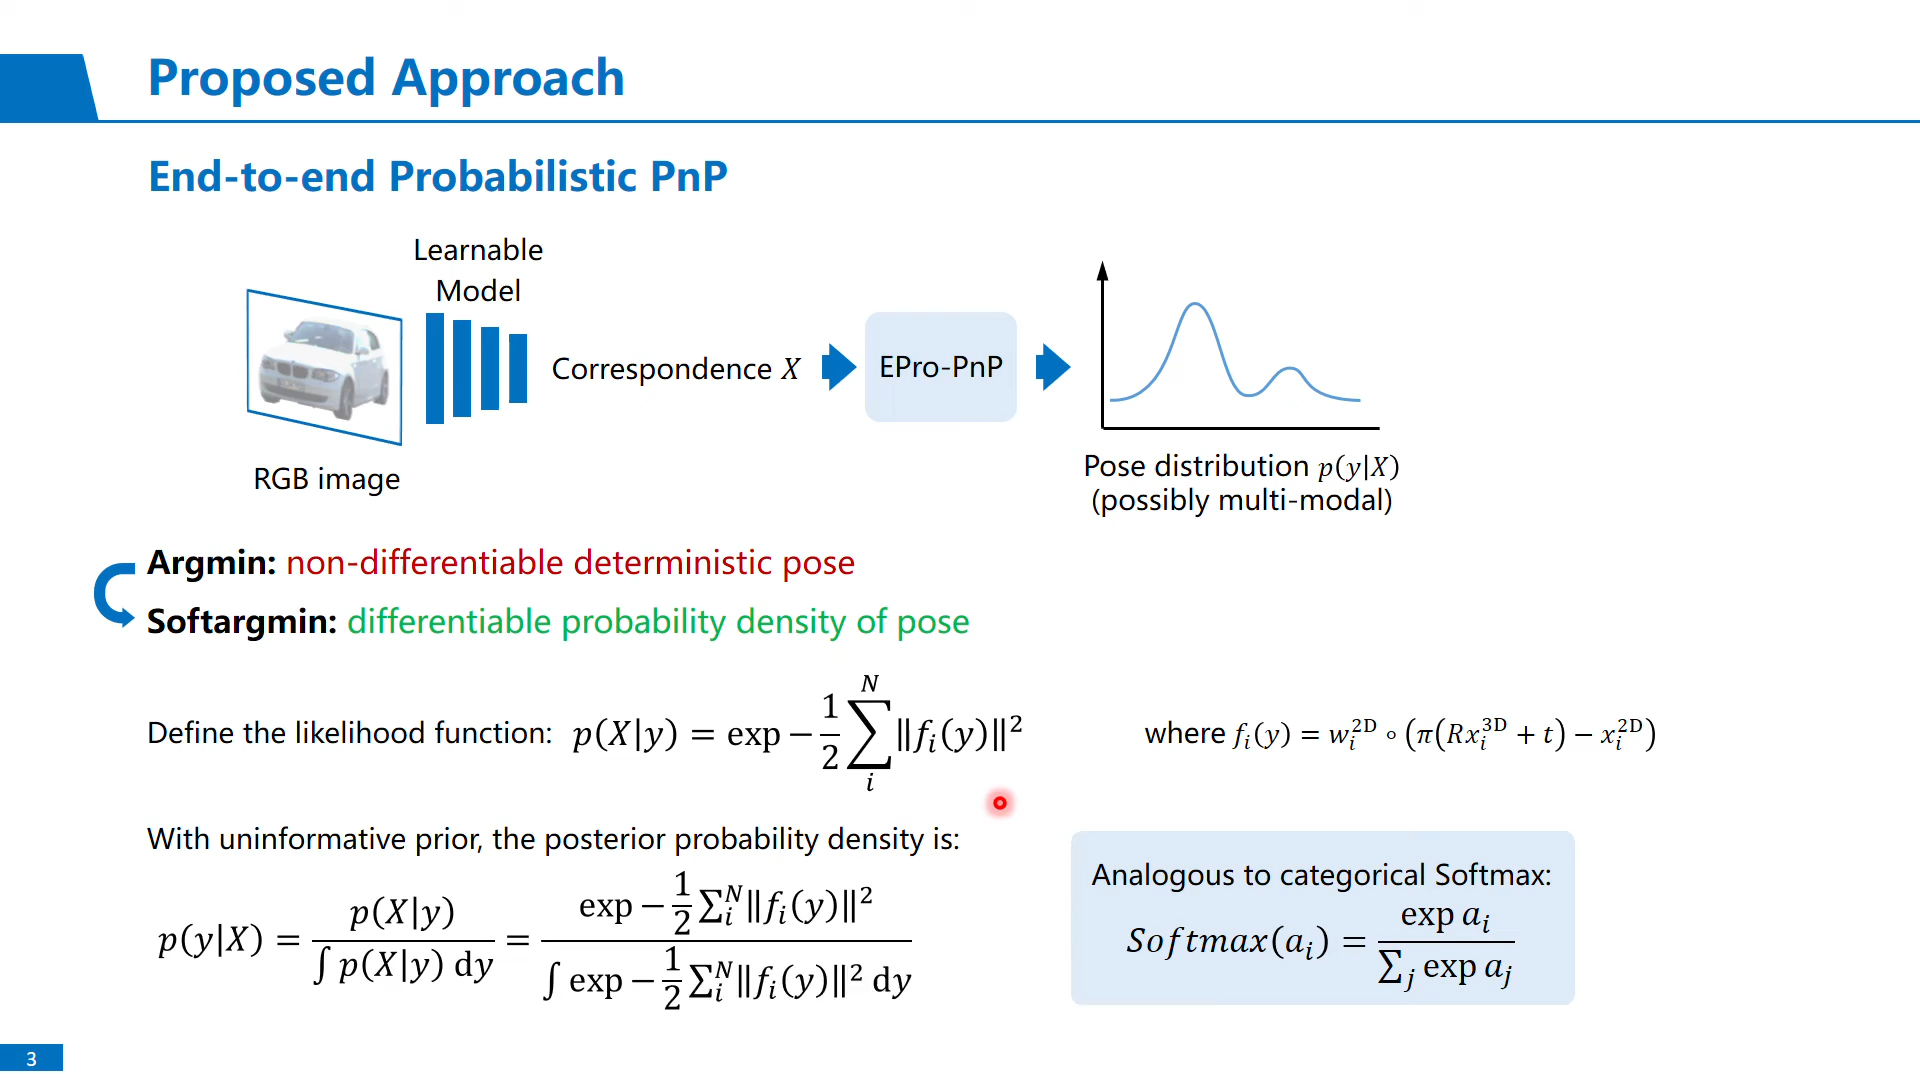 Proposed Approach
End-to-end Probabilistic PnP
Learnable
Model
Correspondence X
EPro-PnP
RGB image
Pose distribution p(y|X)
(possibly multi-modal)
Argmin: non-differentiable deterministic pose
Softargmin: differentiable probability density of pose
Define the likelihood function: p(X|y) = exp −1/2 ∑_i^N ‖f_i(y)‖²
where f_i(y) = w_i^2D ∘ (π(Rx_i^3D + t) − x_i^2D)
With uninformative prior, the posterior probability density is:
p(y|X) = p(X|y) / ∫ p(X|y) dy = exp −1/2 ∑_i^N ‖f_i(y)‖² / ∫ exp −1/2 ∑_i^N ‖f_i(y)‖² dy
Analogous to categorical Softmax:
Softmax(a_i) = exp a_i / ∑_j exp a_j
3